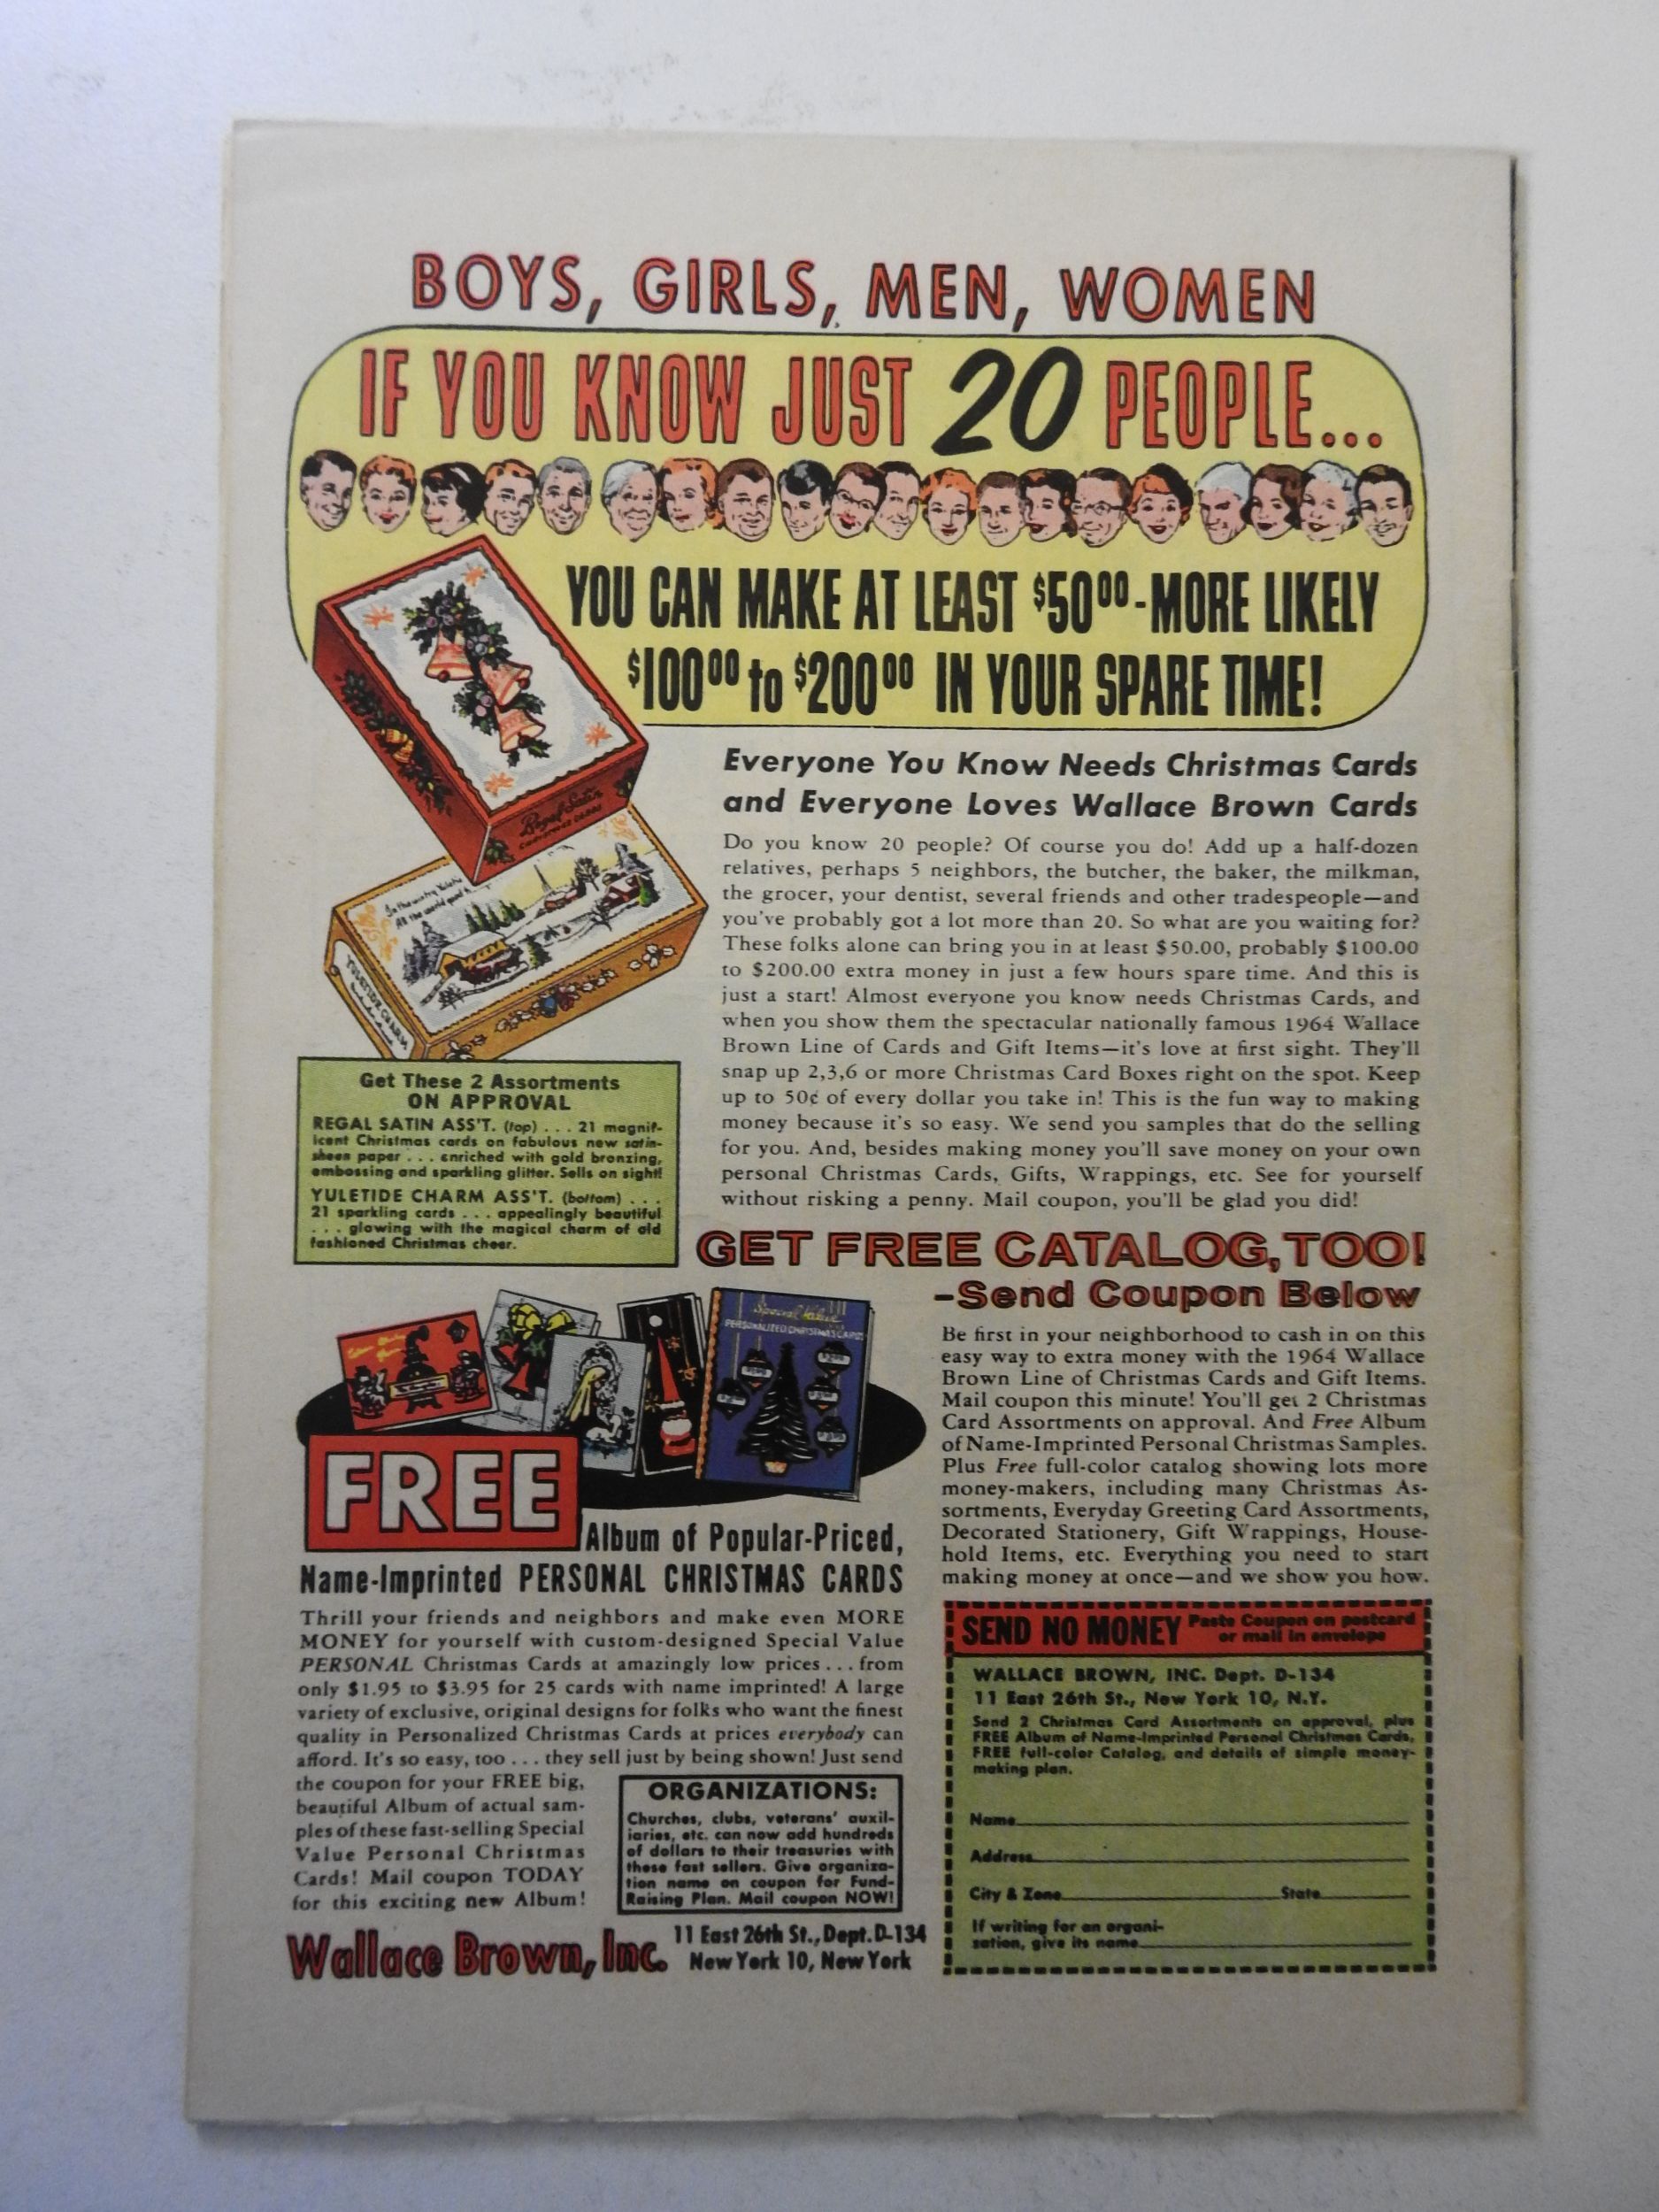 BOYS, GIRLS, MEN, WOMEN
IF YOU KNOW JUST 20 PEOPLE...
YOU CAN MAKE AT LEAST $50⁰⁰-MORE LIKELY
$100⁰⁰ to $200⁰⁰ IN YOUR SPARE TIME!
Regal Satin
CHRISTMAS CARDS
YULETIDE CHARM
Everyone You Know Needs Christmas Cards
and Everyone Loves Wallace Brown Cards
Do you know 20 people? Of course you do! Add up a half-dozen
relatives, perhaps 5 neighbors, the butcher, the baker, the milkman,
the grocer, your dentist, several friends and other tradespeople—and
you've probably got a lot more than 20. So what are you waiting for?
These folks alone can bring you in at least $50.00, probably $100.00
to $200.00 extra money in just a few hours spare time. And this is
just a start! Almost everyone you know needs Christmas Cards, and
when you show them the spectacular nationally famous 1964 Wallace
Brown Line of Cards and Gift Items—it's love at first sight. They'll
snap up 2,3,6 or more Christmas Card Boxes right on the spot. Keep
up to 50¢ of every dollar you take in! This is the fun way to making
money because it's so easy. We send you samples that do the selling
for you. And, besides making money you'll save money on your own
personal Christmas Cards, Gifts, Wrappings, etc. See for yourself
without risking a penny. Mail coupon, you'll be glad you did!
Get These 2 Assortments
ON APPROVAL
REGAL SATIN ASS'T. (top) . . . 21 magnif-
icent Christmas cards on fabulous new satin-
sheen paper . . . enriched with gold bronzing,
embossing and sparkling glitter. Sells on sight!
YULETIDE CHARM ASS'T. (bottom) . . .
21 sparkling cards . . . appealingly beautiful
. . . glowing with the magical charm of old
fashioned Christmas cheer.
GET FREE CATALOG, TOO!
-Send Coupon Below
Be first in your neighborhood to cash in on this
easy way to extra money with the 1964 Wallace
Brown Line of Christmas Cards and Gift Items.
Mail coupon this minute! You'll get 2 Christmas
Card Assortments on approval. And Free Album
of Name-Imprinted Personal Christmas Samples.
Plus Free full-color catalog showing lots more
money-makers, including many Christmas As-
sortments, Everyday Greeting Card Assortments,
Decorated Stationery, Gift Wrappings, House-
hold Items, etc. Everything you need to start
making money at once—and we show you how.
Special Value
PERSONALIZED CHRISTMAS CARDS
FREE
Album of Popular-Priced,
Name-Imprinted PERSONAL CHRISTMAS CARDS
Thrill your friends and neighbors and make even MORE
MONEY for yourself with custom-designed Special Value
PERSONAL Christmas Cards at amazingly low prices . . . from
only $1.95 to $3.95 for 25 cards with name imprinted! A large
variety of exclusive, original designs for folks who want the finest
quality in Personalized Christmas Cards at prices everybody can
afford. It's so easy, too . . . they sell just by being shown! Just send
the coupon for your FREE big,
beautiful Album of actual sam-
ples of these fast-selling Special
Value Personal Christmas
Cards! Mail coupon TODAY
for this exciting new Album!
ORGANIZATIONS:
Churches, clubs, veterans' auxil-
iaries, etc. can now add hundreds
of dollars to their treasuries with
these fast sellers. Give organiza-
tion name on coupon for Fund-
Raising Plan. Mail coupon NOW!
Wallace Brown, Inc.
11 East 26th St., Dept. D-134
New York 10, New York
SEND NO MONEY Paste Coupon on postcard
or mail in envelope
WALLACE BROWN, INC. Dept. D-134
11 East 26th St., New York 10, N.Y.
Send 2 Christmas Card Assortments on approval, plus
FREE Album of Name-Imprinted Personal Christmas Cards,
FREE full-color Catalog, and details of simple money-
making plan.
Name
Address
City & Zone State
If writing for an organi-
zation, give its name